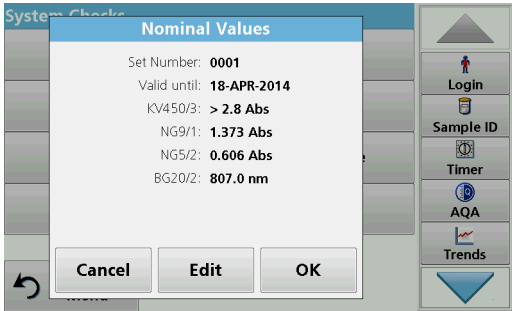 System Checks
Nominal Values
Set Number: 0001
Valid until: 18-APR-2014
KV450/3: > 2.8 Abs
NG9/1: 1.373 Abs
NG5/2: 0.606 Abs
BG20/2: 807.0 nm
Cancel
Edit
OK
Menu
Login
Sample ID
Timer
AQA
Trends